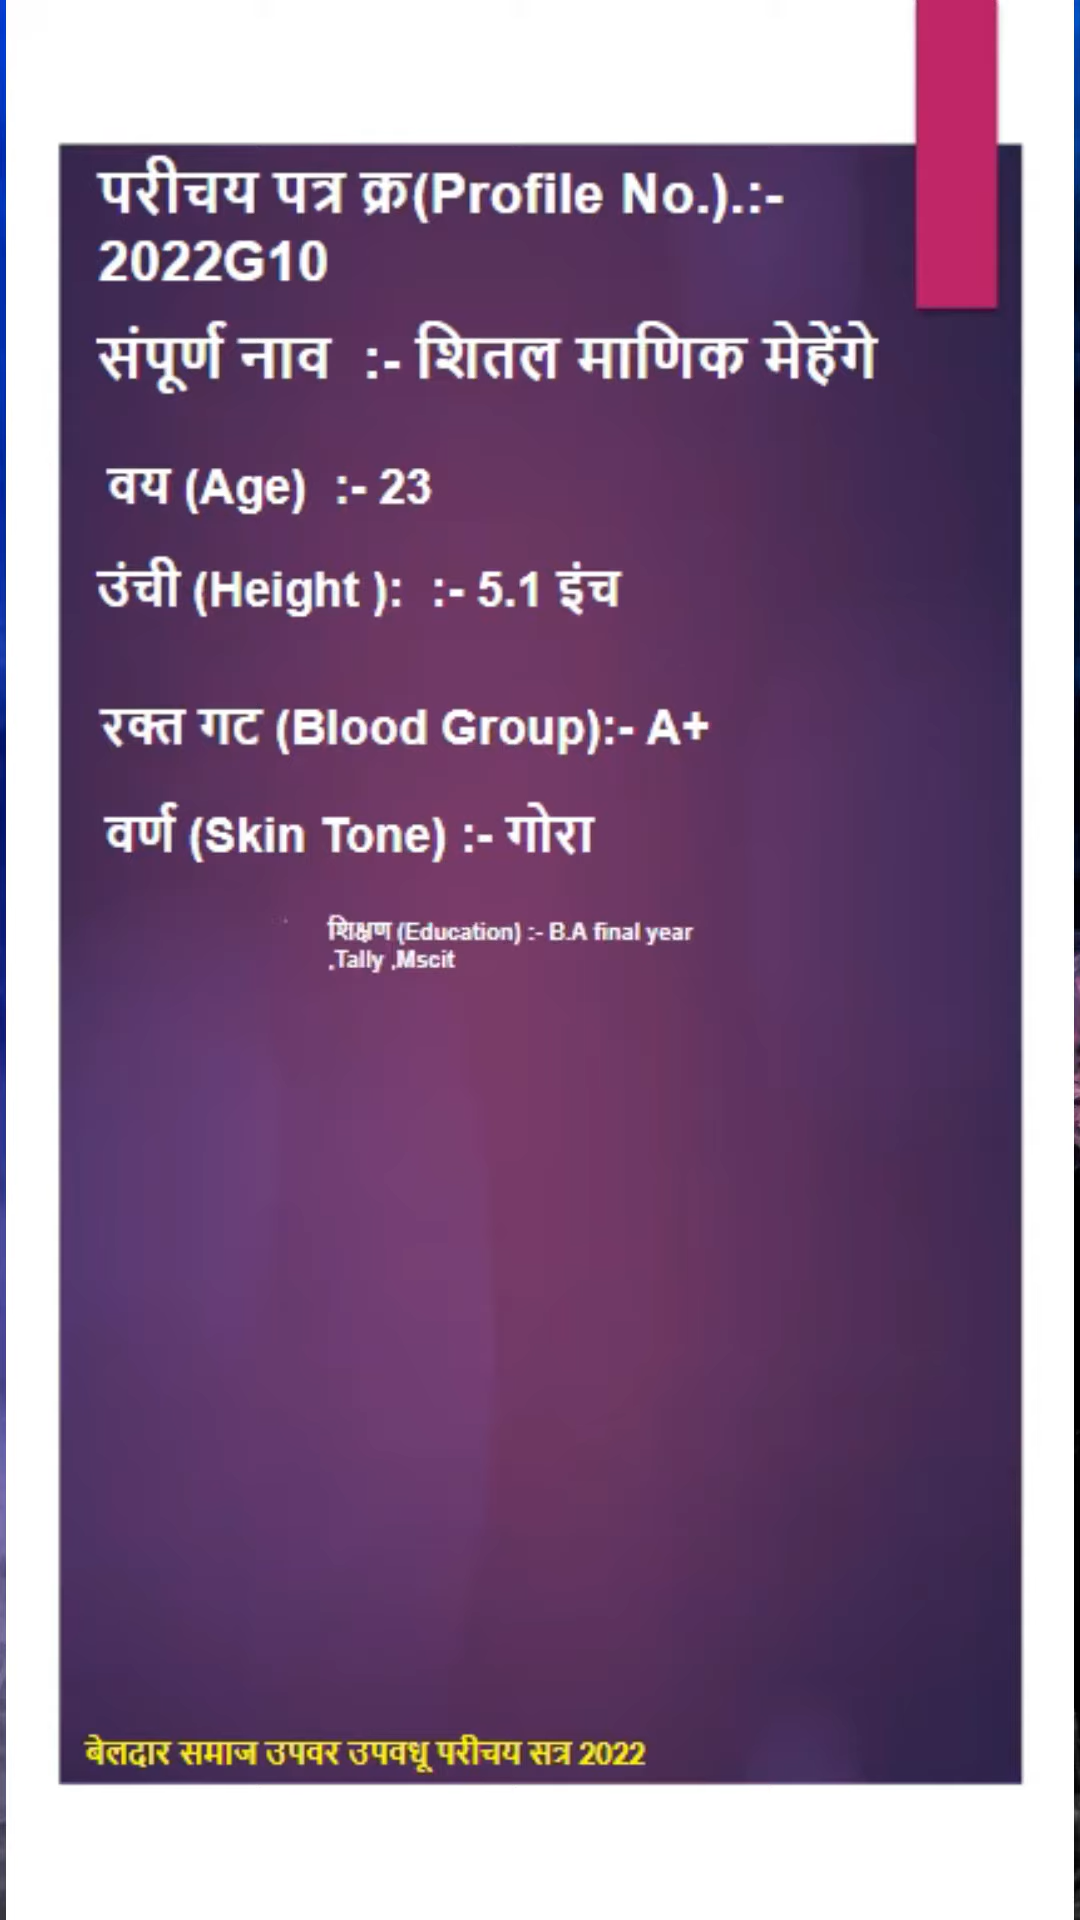 परीचय पत्र क्र(Profile No.).:-
2022G10
संपूर्ण नाव :- शितल माणिक मेहेंगे
वय (Age) :- 23
उंची (Height ): :- 5.1 इंच
रक्त गट (Blood Group):- A+
वर्ण (Skin Tone) :- गोरा
शिक्षण (Education) :- B.A final year
,Tally ,Mscit
बेलदार समाज उपवर उपवधू परीचय सत्र 2022